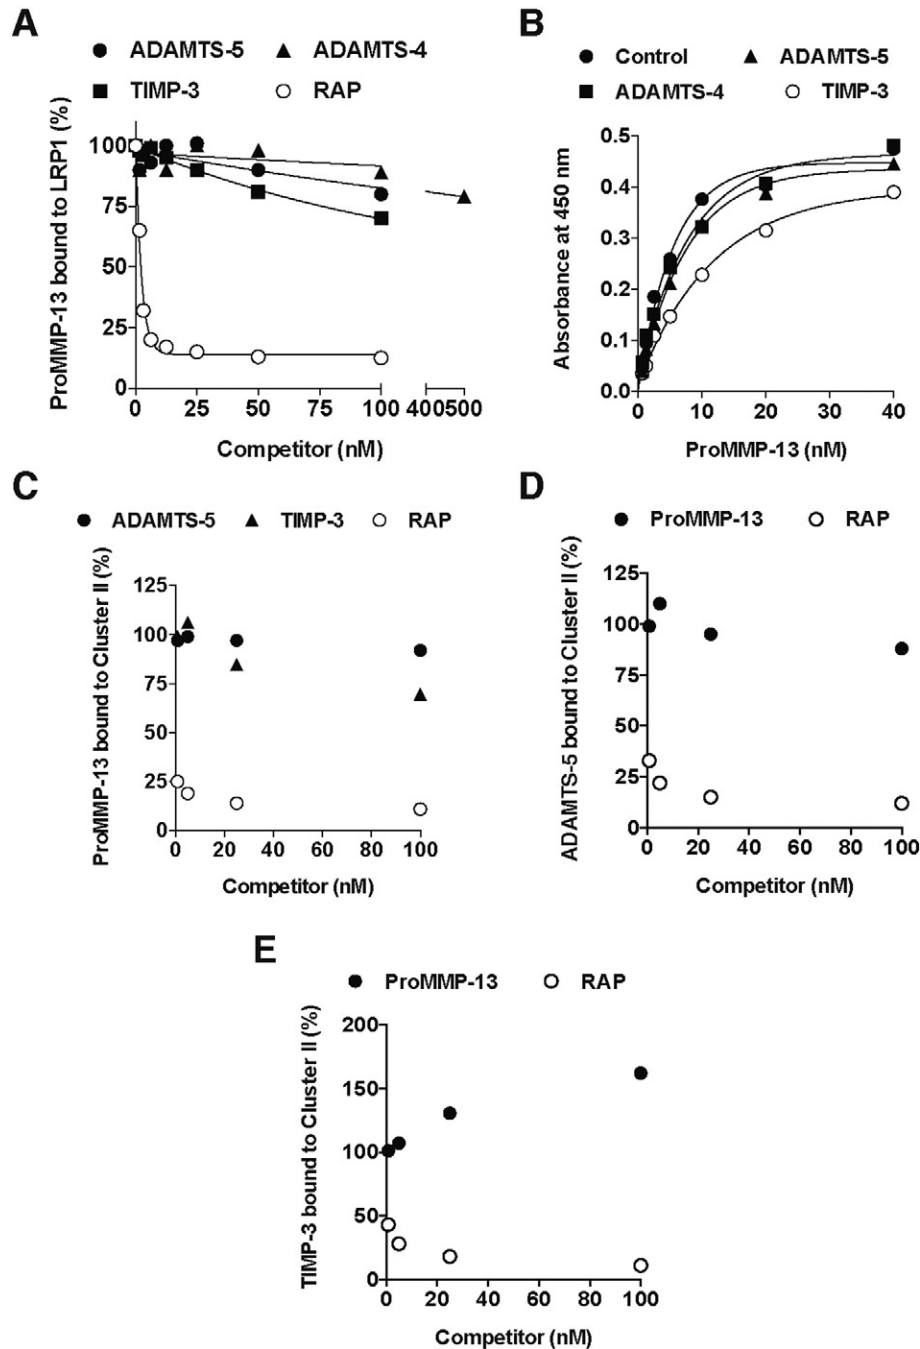 A
ADAMTS-5 ADAMTS-4
TIMP-3 RAP
ProMMP-13 bound to LRP1 (%)
100
75
50
25
0
0 25 50 75 100 400 500
Competitor (nM)
B
Control ADAMTS-5
ADAMTS-4 TIMP-3
Absorbance at 450 nm
0.5
0.4
0.3
0.2
0.1
0.0
0 10 20 30 40
ProMMP-13 (nM)
C
ADAMTS-5 TIMP-3 RAP
ProMMP-13 bound to Cluster II (%)
125
100
75
50
25
0
0 20 40 60 80 100
Competitor (nM)
D
ProMMP-13 RAP
ADAMTS-5 bound to Cluster II (%)
125
100
75
50
25
0
0 20 40 60 80 100
Competitor (nM)
E
ProMMP-13 RAP
TIMP-3 bound to Cluster II (%)
200
150
100
50
0
0 20 40 60 80 100
Competitor (nM)